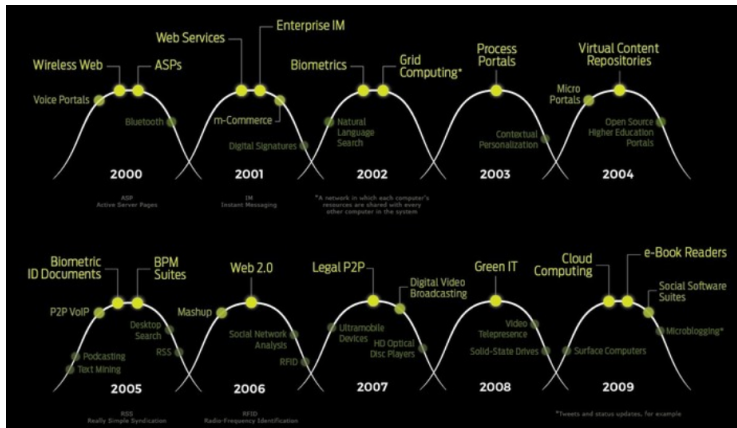 Wireless Web
ASPs
Voice Portals
Bluetooth
2000
ASP
Active Server Pages
Web Services
Enterprise IM
m-Commerce
Digital Signatures
2001
IM
Instant Messaging
Biometrics
Grid
Computing*
Natural
Language
Search
2002
*A network in which each computer's
resources are shared with every
other computer in the system
Process
Portals
Contextual
Personalization
2003
Virtual Content
Repositories
Micro
Portals
Open Source
Higher Education
Portals
2004
Biometric
ID Documents
BPM
Suites
P2P VoIP
Desktop
Search
RSS
Podcasting
Text Mining
2005
RSS
Really Simple Syndication
Web 2.0
Mashup
Social Network
Analysis
RFID
2006
RFID
Radio-Frequency Identification
Legal P2P
Digital Video
Broadcasting
Ultramobile
Devices
HD Optical
Disc Players
2007
Green IT
Video
Telepresence
Solid-State Drives
2008
Cloud
Computing
e-Book Readers
Social Software
Suites
Microblogging*
Surface Computers
2009
*Tweets and status updates, for example